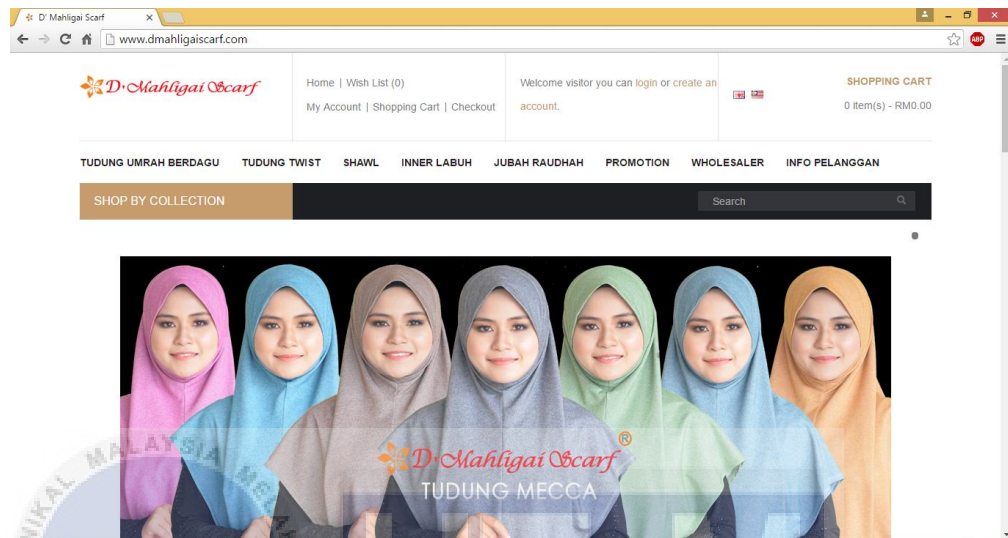 D' Mahligai Scarf
www.dmahligaiscarf.com
ABP
D'Mahligai Scarf
Home | Wish List (0)
My Account | Shopping Cart | Checkout
Welcome visitor you can login or create an
account.
SHOPPING CART
0 item(s) - RM0.00
TUDUNG UMRAH BERDAGU TUDUNG TWIST SHAWL INNER LABUH JUBAH RAUDHAH PROMOTION WHOLESALER INFO PELANGGAN
SHOP BY COLLECTION
Search
D'Mahligai Scarf ®
TUDUNG MECCA
MALAYSIA